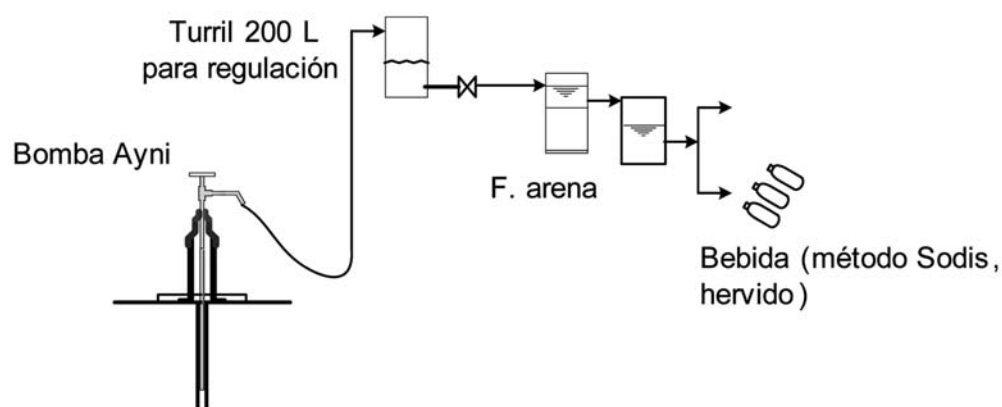 Turril 200 L
para regulación
Bomba Ayni
F. arena
Bebida (método Sodis,
hervido)